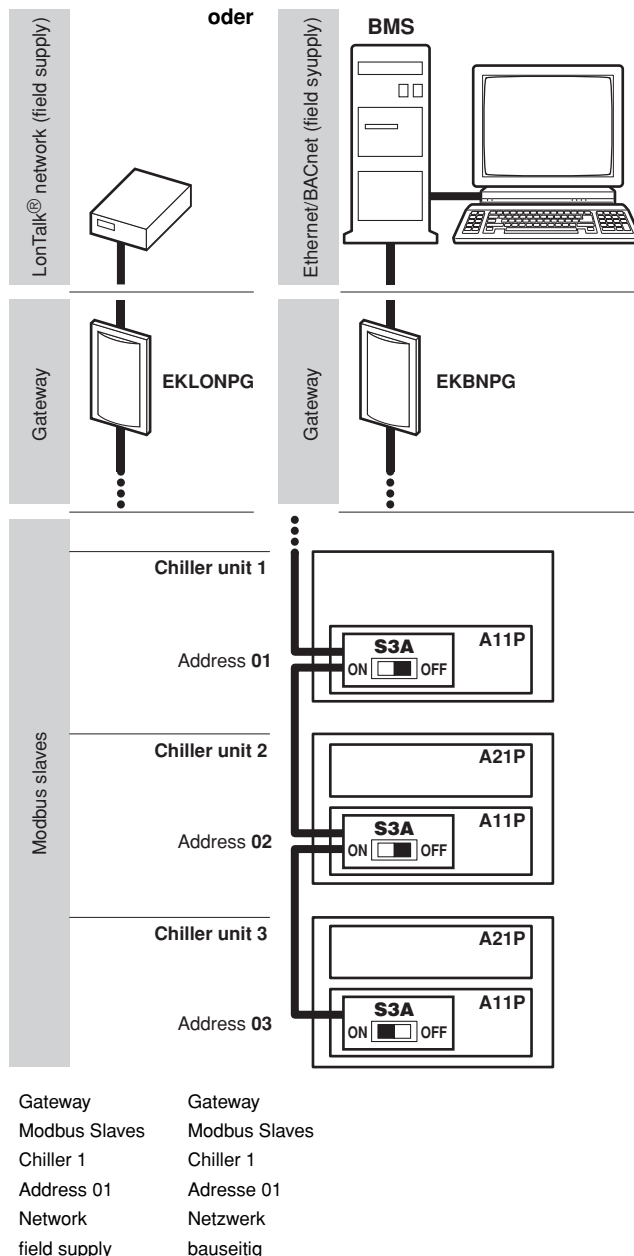 oder
BMS
LonTalk® network (field supply)
Ethernet/BACnet (field syupply)
Gateway
EKLONPG
Gateway
EKBNPG
Modbus slaves
Chiller unit 1
Address 01
S3A
A11P
ON OFF
Chiller unit 2
A21P
Address 02
S3A
A11P
ON OFF
Chiller unit 3
A21P
Address 03
S3A
A11P
ON OFF
Gateway Gateway
Modbus Slaves Modbus Slaves
Chiller 1 Chiller 1
Address 01 Adresse 01
Network Netzwerk
field supply bauseitig